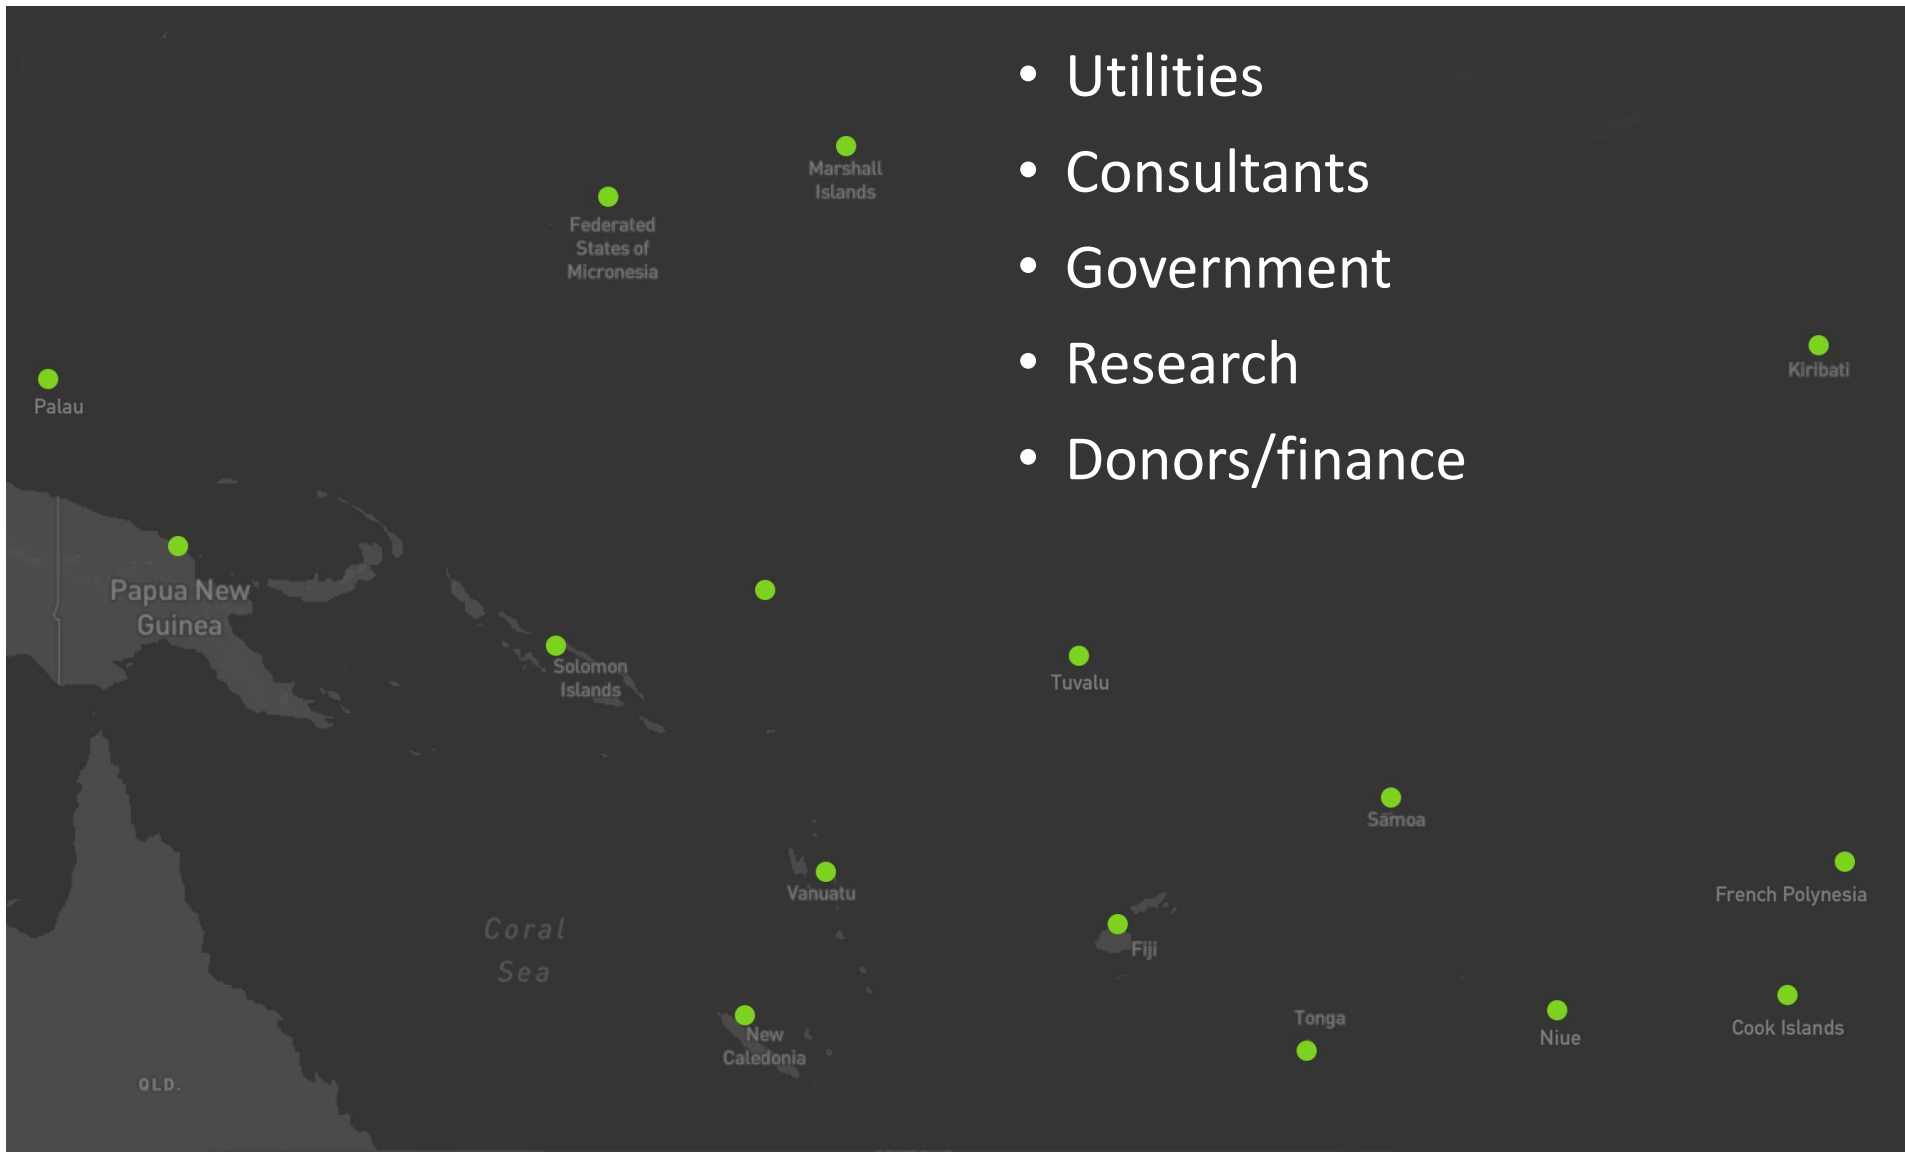 • Utilities
• Consultants
• Government
• Research
• Donors/finance
Marshall
Islands
Federated
States of
Micronesia
Kiribati
Palau
Papua New
Guinea
Solomon
Islands
Tuvalu
Sāmoa
Vanuatu
French Polynesia
Coral
Sea
Fiji
Tonga
New
Caledonia
Niue
Cook Islands
QLD.